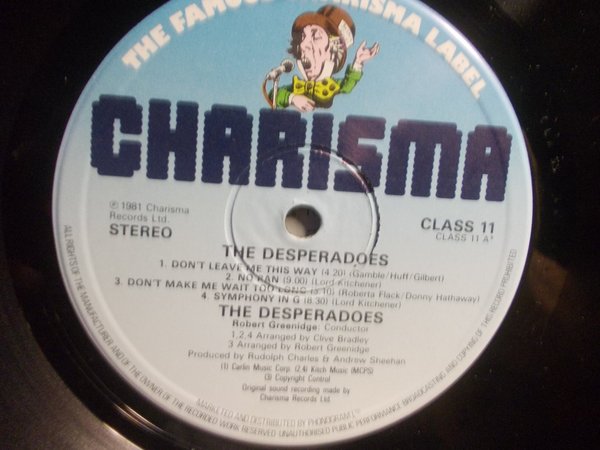 THE FAMOUS CHARISMA LABEL
CHARISMA
℗ 1981 Charisma
Records Ltd.
STEREO
CLASS 11
CLASS 11 A
THE DESPERADOES
1. DON'T LEAVE ME THIS WAY (4.20) (Gamble/Huff/Gilbert)
2. NO PAN (9.00) (Lord Kitchener)
3. DON'T MAKE ME WAIT TOO LONG (5.10) (Roberta Flack/Donny Hathaway)
4. SYMPHONY IN G (8.30) (Lord Kitchener)
THE DESPERADOES
Robert Greenidge: Conductor
1,2,4 Arranged by Clive Bradley
3 Arranged by Robert Greenidge
Produced by Rudolph Charles & Andrew Sheehan
(1) Carlin Music Corp. (2,4) Kitch Music (MCPS)
(3) Copyright Control
Original sound recording made by
Charisma Records Ltd.
MARKETED AND DISTRIBUTED BY PHONOGRAM LTD
ALL RIGHTS OF THE MANUFACTURER AND OF THE OWNER OF THE RECORDED WORK RESERVED UNAUTHORISED PUBLIC PERFORMANCE BROADCASTING AND COPYING OF THIS RECORD PROHIBITED